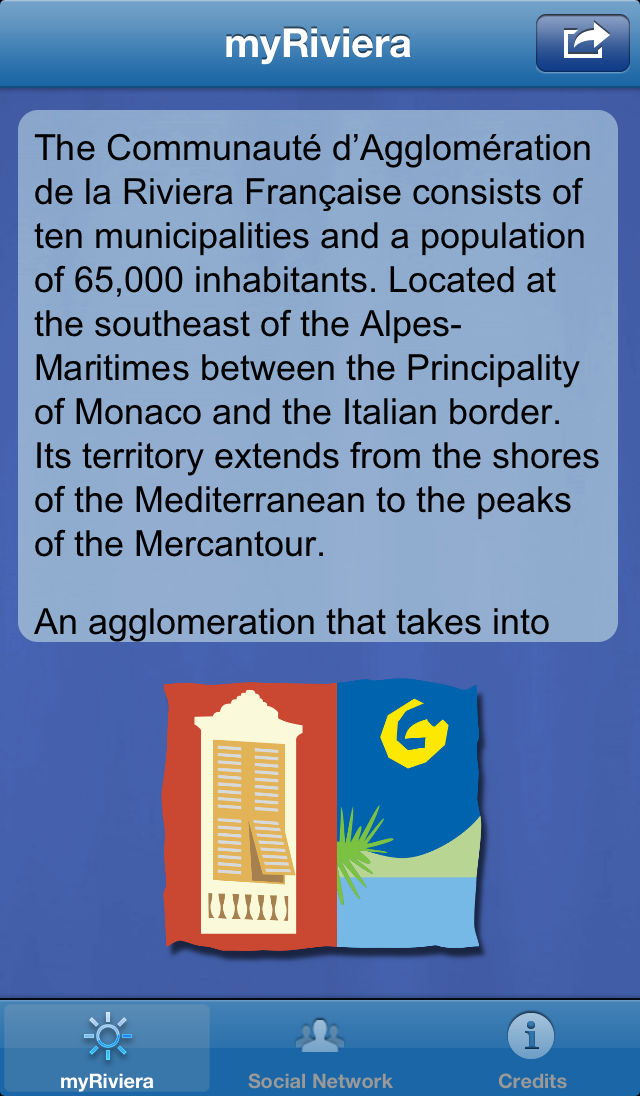 myRiviera
The Communauté d'Agglomération
de la Riviera Française consists of
ten municipalities and a population
of 65,000 inhabitants. Located at
the southeast of the Alpes-
Maritimes between the Principality
of Monaco and the Italian border.
Its territory extends from the shores
of the Mediterranean to the peaks
of the Mercantour.
An agglomeration that takes into
myRiviera
Social Network
Credits